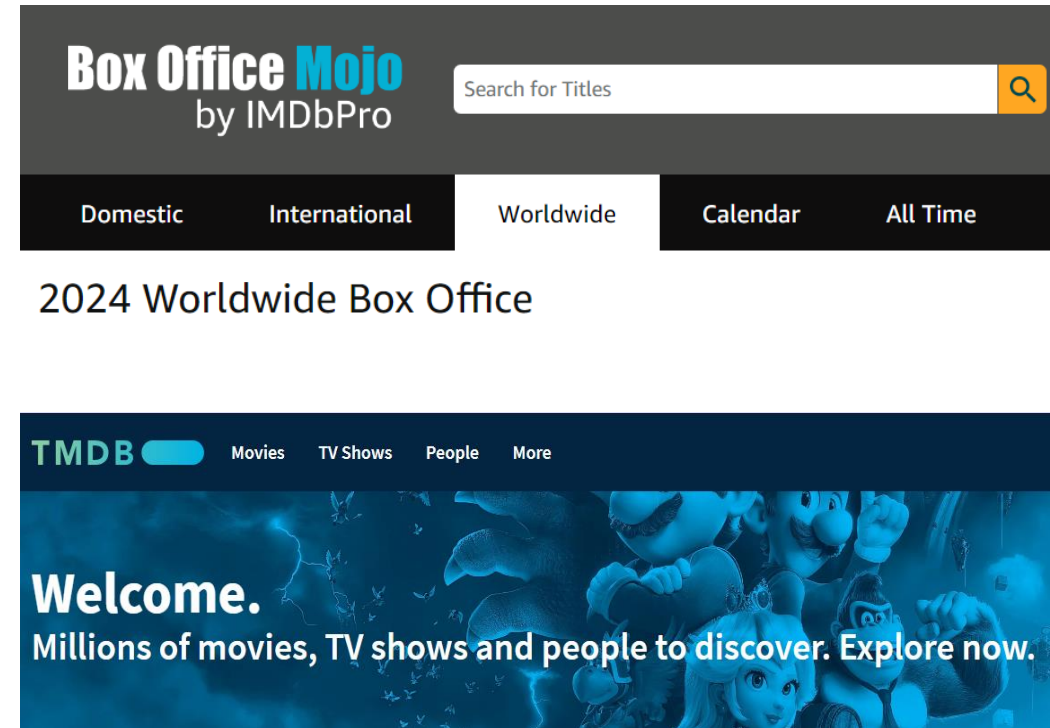 Box Office Mojo
by IMDbPro
Search for Titles
Domestic International Worldwide Calendar All Time
2024 Worldwide Box Office
TMDB Movies TV Shows People More
Welcome.
Millions of movies, TV shows and people to discover. Explore now.